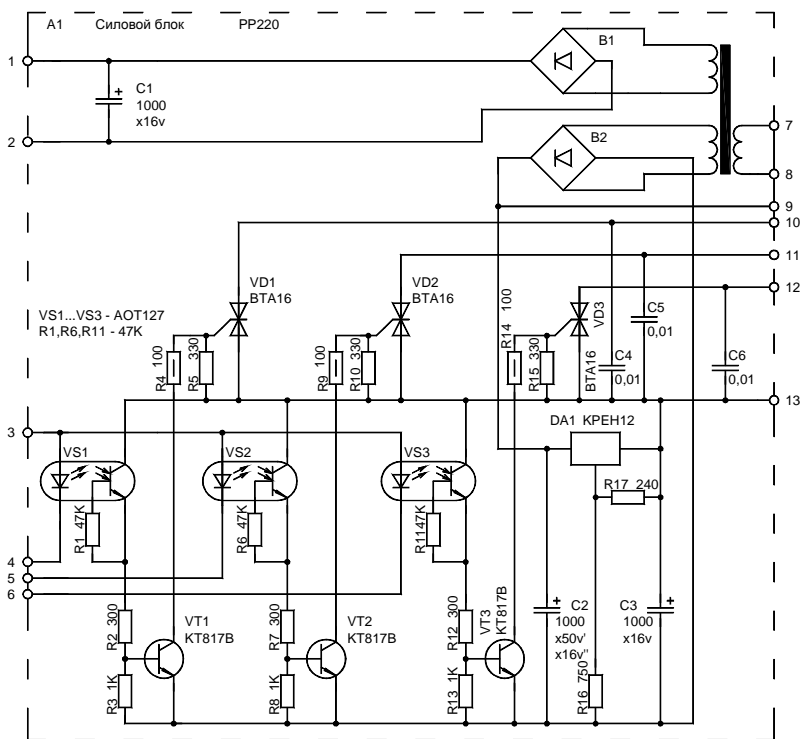 A1 Силовой блок PP220
B1
1
C1
1000
x16v
2
B2
7
8
9
10
11
12
VD1
BTA16
VD2
BTA16
VD3
BTA16
VS1...VS3 - AOT127
R1,R6,R11 - 47K
R4 100
R5 330
R9 100
R10 330
R14 100
R15 330
C4
0,01
C5
0,01
C6
0,01
13
3
DA1 KPEH12
VS1
VS2
VS3
R17 240
R1 47K
R6 47K
R1147K
4
5
6
R2 300
R3 1K
VT1
KT817B
R7 300
R8 1K
VT2
KT817B
R12 300
R13 1K
VT3
KT817B
C2
1000
x50v'
x16v"
C3
1000
x16v
R16 750